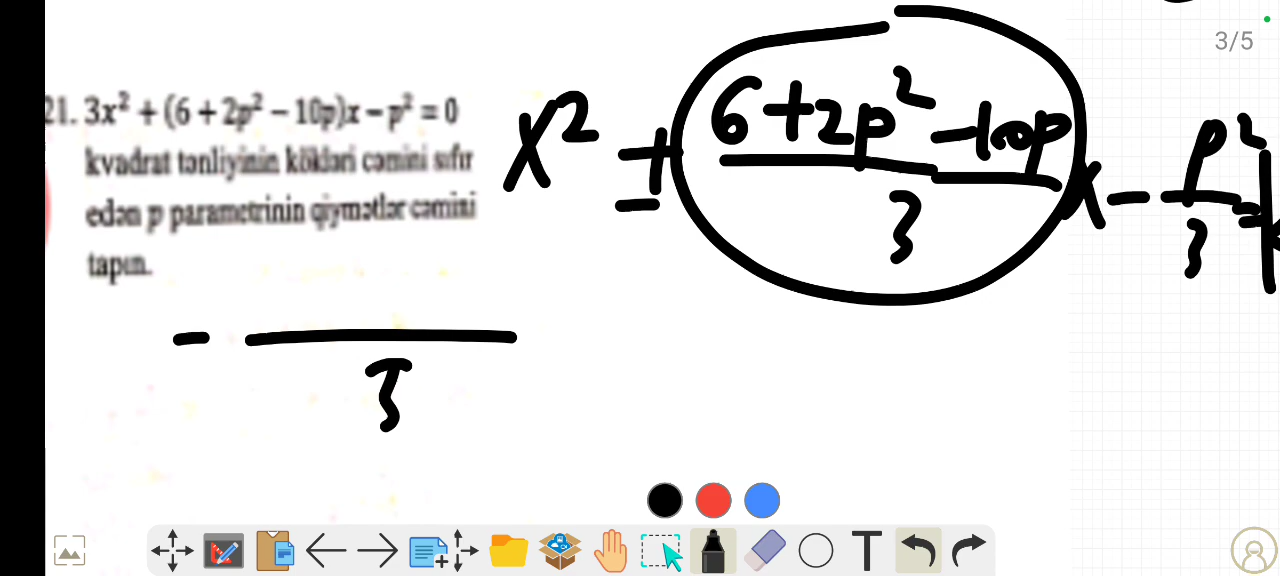 3/5
21. 3x² + (6 + 2p² − 10p)x − p² = 0
kvadrat tənliyinin kökləri cəmini sıfır
edən p parametrinin qiymətlər cəmini
tapın.
x² + (6+2p²−10p)/3 x − p²/3 =
− —/3
T